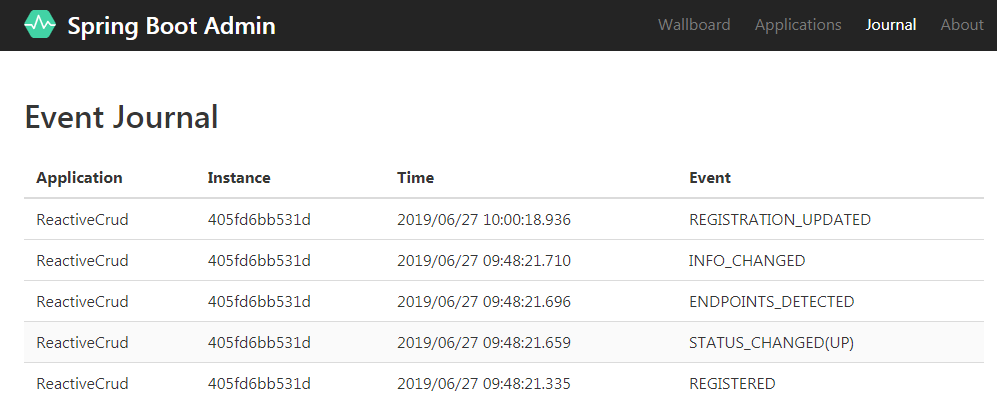 Spring Boot Admin Wallboard Applications Journal About
Event Journal
Application Instance Time Event
ReactiveCrud 405fd6bb531d 2019/06/27 10:00:18.936 REGISTRATION_UPDATED
ReactiveCrud 405fd6bb531d 2019/06/27 09:48:21.710 INFO_CHANGED
ReactiveCrud 405fd6bb531d 2019/06/27 09:48:21.696 ENDPOINTS_DETECTED
ReactiveCrud 405fd6bb531d 2019/06/27 09:48:21.659 STATUS_CHANGED(UP)
ReactiveCrud 405fd6bb531d 2019/06/27 09:48:21.335 REGISTERED